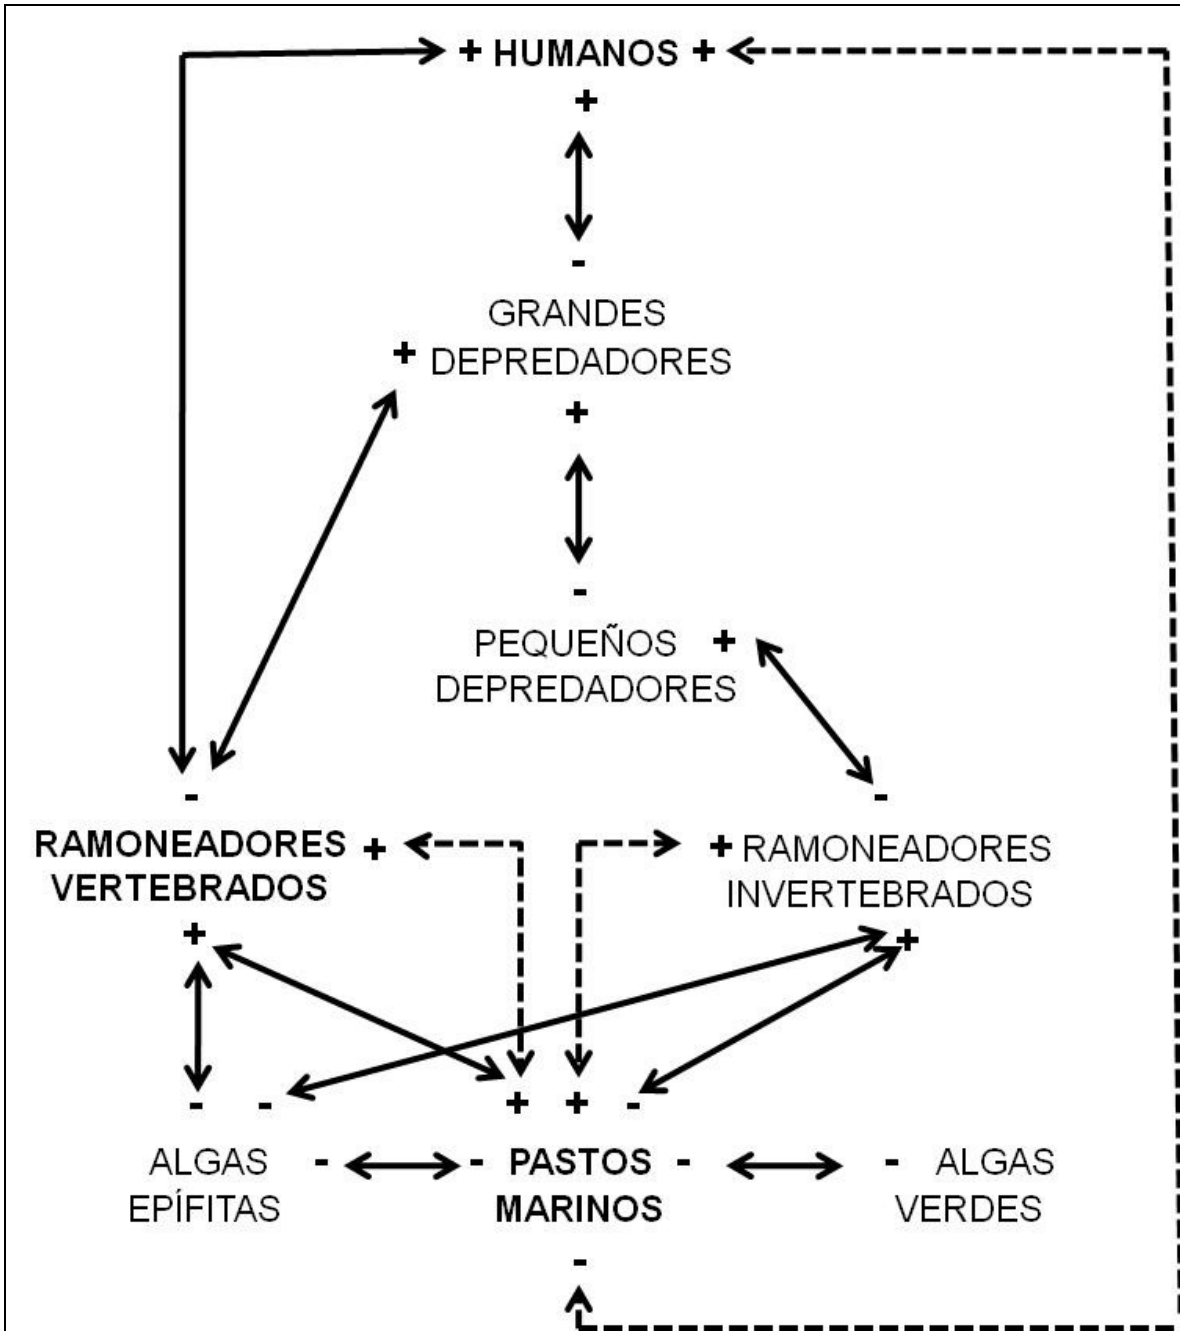 + HUMANOS +
+
-
GRANDES
+ DEPREDADORES
+
-
PEQUEÑOS +
DEPREDADORES
- -
RAMONEADORES + + RAMONEADORES
VERTEBRADOS INVERTEBRADOS
+ +
- - + + -
ALGAS - - PASTOS - - ALGAS
EPÍFITAS MARINOS VERDES
-